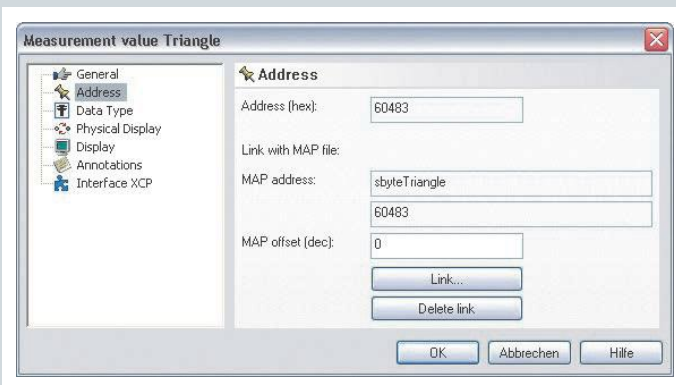 Measurement value Triangle
General
Address
Data Type
Physical Display
Display
Annotations
Interface XCP
Address
Address (hex):
60483
Link with MAP file:
MAP address:
sbyteTriangle
60483
MAP offset (dec):
0
Link...
Delete link
OK
Abbrechen
Hilfe